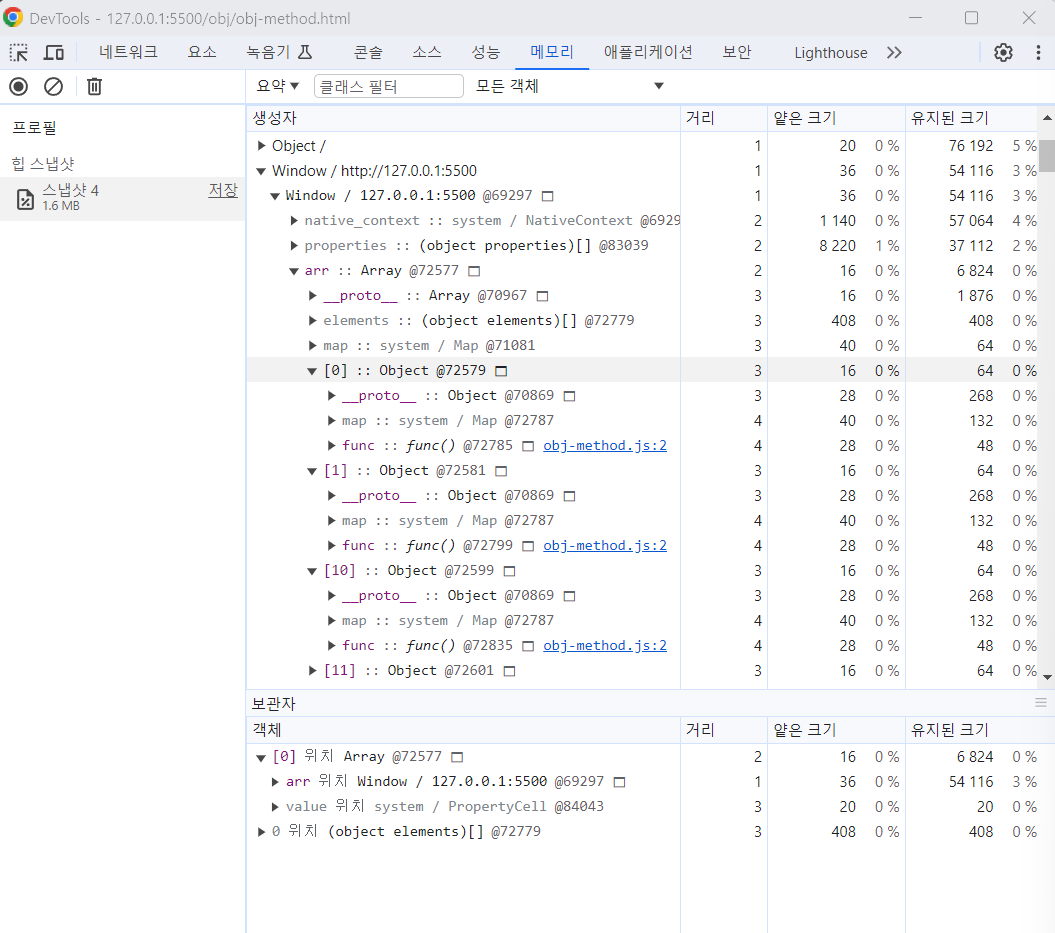 DevTools - 127.0.0.1:5500/obj/obj-method.html
네트워크 요소 녹음기 콘솔 소스 성능 메모리 애플리케이션 보안 Lighthouse
요약 ▼ 클래스 필터 모든 객체 ▼
프로필
힙 스냅샷
스냅샷 4 저장
1.6 MB
생성자 거리 얕은 크기 유지된 크기
Object / 1 20 0 % 76 192 5 %
Window / http://127.0.0.1:5500 1 36 0 % 54 116 3 %
Window / 127.0.0.1:5500 @69297 1 36 0 % 54 116 3 %
native_context :: system / NativeContext @6929 2 1 140 0 % 57 064 4 %
properties :: (object properties)[] @83039 2 8 220 1 % 37 112 2 %
arr :: Array @72577 2 16 0 % 6 824 0 %
__proto__ :: Array @70967 3 16 0 % 1 876 0 %
elements :: (object elements)[] @72779 3 408 0 % 408 0 %
map :: system / Map @71081 3 40 0 % 64 0 %
[0] :: Object @72579 3 16 0 % 64 0 %
__proto__ :: Object @70869 3 28 0 % 268 0 %
map :: system / Map @72787 4 40 0 % 132 0 %
func :: func() @72785 obj-method.js:2 4 28 0 % 48 0 %
[1] :: Object @72581 3 16 0 % 64 0 %
__proto__ :: Object @70869 3 28 0 % 268 0 %
map :: system / Map @72787 4 40 0 % 132 0 %
func :: func() @72799 obj-method.js:2 4 28 0 % 48 0 %
[10] :: Object @72599 3 16 0 % 64 0 %
__proto__ :: Object @70869 3 28 0 % 268 0 %
map :: system / Map @72787 4 40 0 % 132 0 %
func :: func() @72835 obj-method.js:2 4 28 0 % 48 0 %
[11] :: Object @72601 3 16 0 % 64 0 %
보관자
객체 거리 얕은 크기 유지된 크기
[0] 위치 Array @72577 2 16 0 % 6 824 0 %
arr 위치 Window / 127.0.0.1:5500 @69297 1 36 0 % 54 116 3 %
value 위치 system / PropertyCell @84043 3 20 0 % 20 0 %
0 위치 (object elements)[] @72779 3 408 0 % 408 0 %